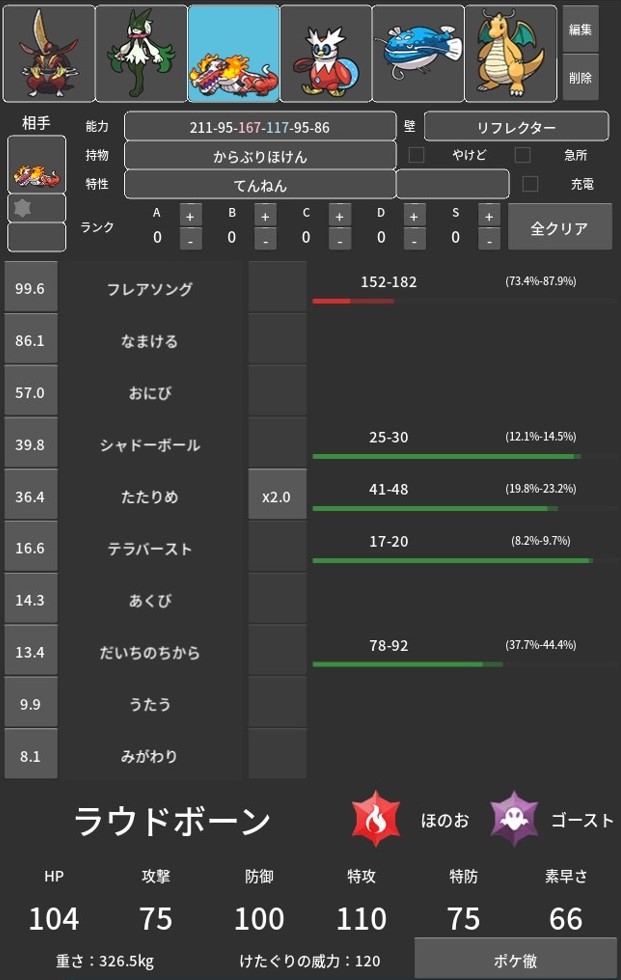 編集
削除
相手
能力 211-95-167-117-95-86 壁 リフレクター
持物 からぶりほけん やけど 急所
特性 てんねん 充電
ランク A B C D S
+ + + + +
0 0 0 0 0
- - - - -
全クリア
99.6 フレアソング 152-182 (73.4%-87.9%)
86.1 なまける
57.0 おにび
39.8 シャドーボール 25-30 (12.1%-14.5%)
36.4 たたりめ x2.0 41-48 (19.8%-23.2%)
16.6 テラバースト 17-20 (8.2%-9.7%)
14.3 あくび
13.4 だいちのちから 78-92 (37.7%-44.4%)
9.9 うたう
8.1 みがわり
ラウドボーン ほのお ゴースト
HP 攻撃 防御 特攻 特防 素早さ
104 75 100 110 75 66
重さ：326.5kg けたぐりの威力：120 ポケ徹